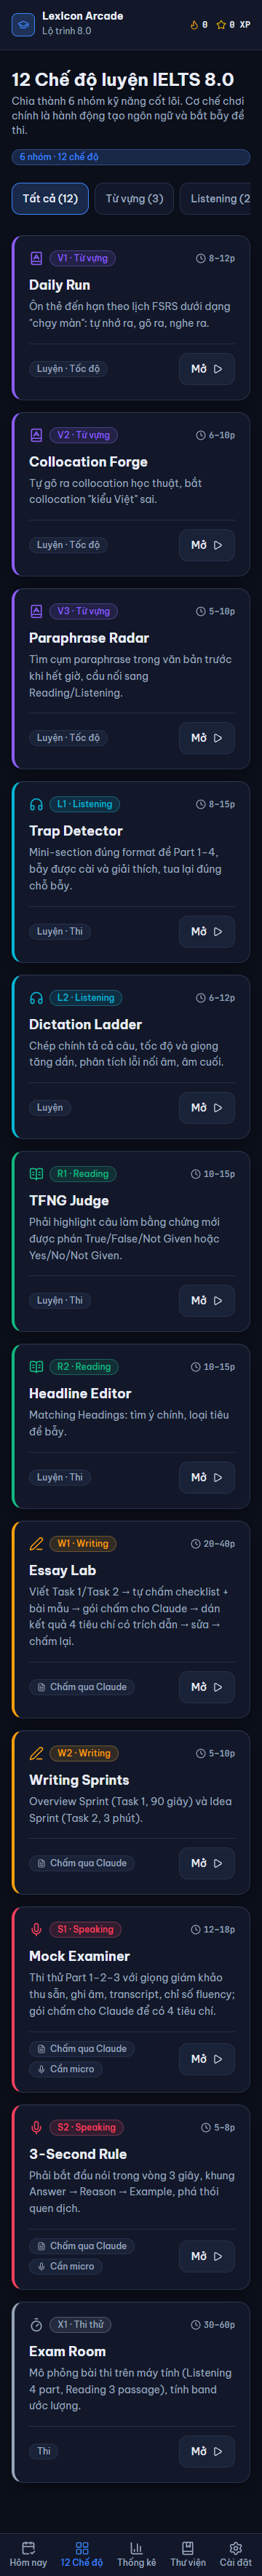 Lexicon Arcade
Lộ trình 8.0
0
0 XP
12 Chế độ luyện IELTS 8.0
Chia thành 6 nhóm kỹ năng cốt lõi. Cơ chế chơi
chính là hành động tạo ngôn ngữ và bắt bẫy đề
thi.
6 nhóm · 12 chế độ
Tất cả (12)
Từ vựng (3)
Listening (2
V1 · Từ vựng
8–12p
Daily Run
Ôn thẻ đến hạn theo lịch FSRS dưới dạng
"chạy màn": tự nhớ ra, gõ ra, nghe ra.
Luyện · Tốc độ
Mở
V2 · Từ vựng
6–10p
Collocation Forge
Tự gõ ra collocation học thuật, bắt
collocation "kiểu Việt" sai.
Luyện · Tốc độ
Mở
V3 · Từ vựng
5–10p
Paraphrase Radar
Tìm cụm paraphrase trong văn bản trước
khi hết giờ, cầu nối sang
Reading/Listening.
Luyện · Tốc độ
Mở
L1 · Listening
8–15p
Trap Detector
Mini-section đúng format đề Part 1–4,
bẫy được cài và giải thích, tua lại đúng
chỗ bẫy.
Luyện · Thi
Mở
L2 · Listening
6–12p
Dictation Ladder
Chép chính tả cả câu, tốc độ và giọng
tăng dần, phân tích lỗi nối âm, âm cuối.
Luyện
Mở
R1 · Reading
10–15p
TFNG Judge
Phải highlight câu làm bằng chứng mới
được phán True/False/Not Given hoặc
Yes/No/Not Given.
Luyện · Thi
Mở
R2 · Reading
10–15p
Headline Editor
Matching Headings: tìm ý chính, loại tiêu
đề bẫy.
Luyện · Thi
Mở
W1 · Writing
20–40p
Essay Lab
Viết Task 1/Task 2 → tự chấm checklist +
bài mẫu → gói chấm cho Claude → dán
kết quả 4 tiêu chí có trích dẫn → sửa →
chấm lại.
Chấm qua Claude
Mở
W2 · Writing
5–10p
Writing Sprints
Overview Sprint (Task 1, 90 giây) và Idea
Sprint (Task 2, 3 phút).
Chấm qua Claude
Mở
S1 · Speaking
12–18p
Mock Examiner
Thi thử Part 1–2–3 với giọng giám khảo
thu sẵn, ghi âm, transcript, chỉ số fluency;
gói chấm cho Claude để có 4 tiêu chí.
Chấm qua Claude
Cần micro
Mở
S2 · Speaking
5–8p
3-Second Rule
Phải bắt đầu nói trong vòng 3 giây, khung
Answer → Reason → Example, phá thói
quen dịch.
Chấm qua Claude
Cần micro
Mở
X1 · Thi thử
30–60p
Exam Room
Mô phỏng bài thi trên máy tính (Listening
4 part, Reading 3 passage), tính band
ước lượng.
Thi
Mở
Hôm nay
12 Chế độ
Thống kê
Thư viện
Cài đặt